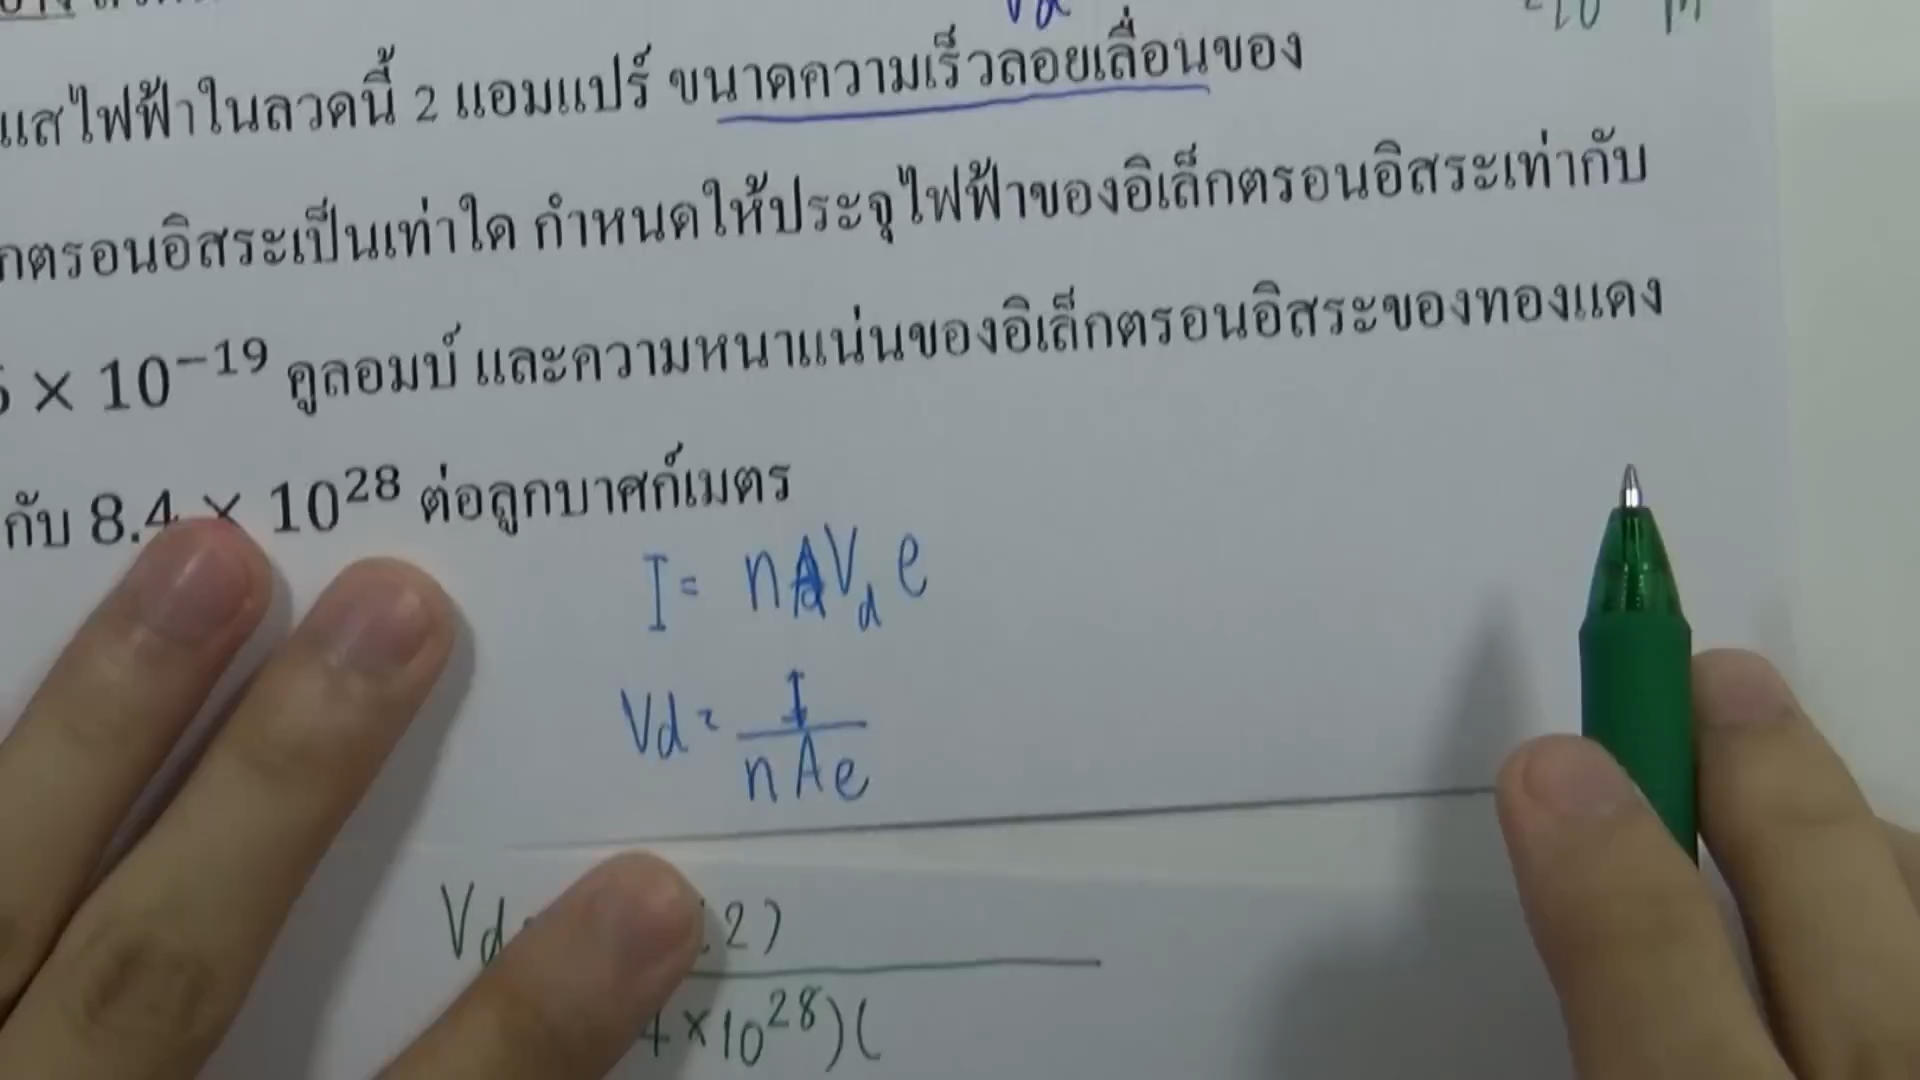 แสไฟฟ้าในลวดนี้ 2 แอมแปร์ ขนาดความเร็วลอยเลื่อนของ
กตรอนอิสระเป็นเท่าใด กำหนดให้ประจุไฟฟ้าของอิเล็กตรอนอิสระเท่ากับ
× 10⁻¹⁹ คูลอมบ์ และความหนาแน่นของอิเล็กตรอนอิสระของทองแดง
กับ 8.4 × 10²⁸ ต่อลูกบาศก์เมตร
I = nAV_d e
Vd = I / nAe
Vd 2)
4×10²⁸)(